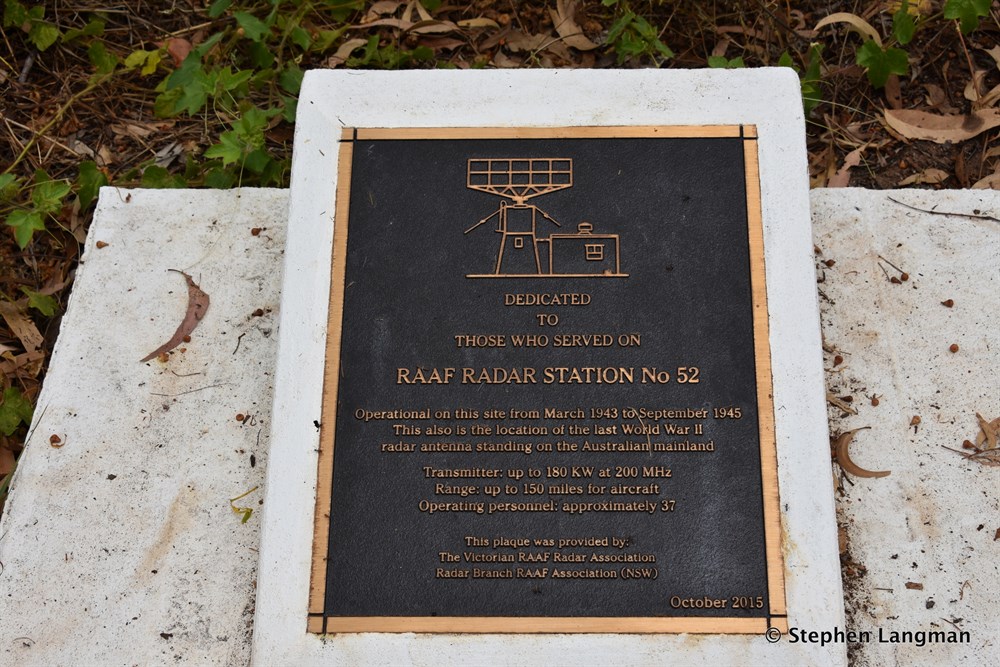 DEDICATED
TO
THOSE WHO SERVED ON
RAAF RADAR STATION No 52
Operational on this site from March 1943 to September 1945
This also is the location of the last World War II
radar antenna standing on the Australian mainland
Transmitter: up to 180 KW at 200 MHz
Range: up to 150 miles for aircraft
Operating personnel: approximately 37
This plaque was provided by:
The Victorian RAAF Radar Association
Radar Branch RAAF Association (NSW)
October 2015
© Stephen Langman